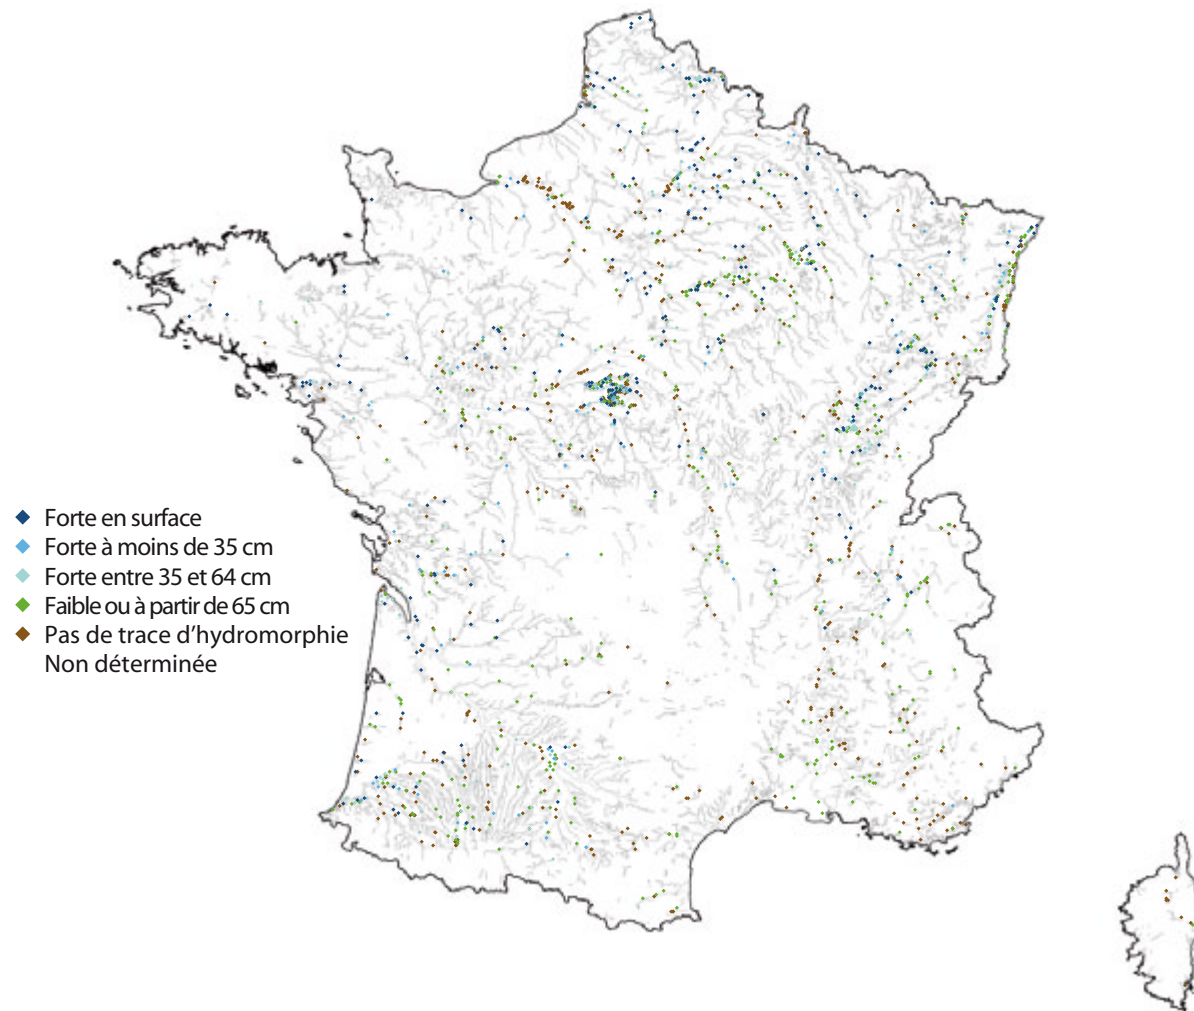 Forte en surface
Forte à moins de 35 cm
Forte entre 35 et 64 cm
Faible ou à partir de 65 cm
Pas de trace d’hydromorphie
Non déterminée